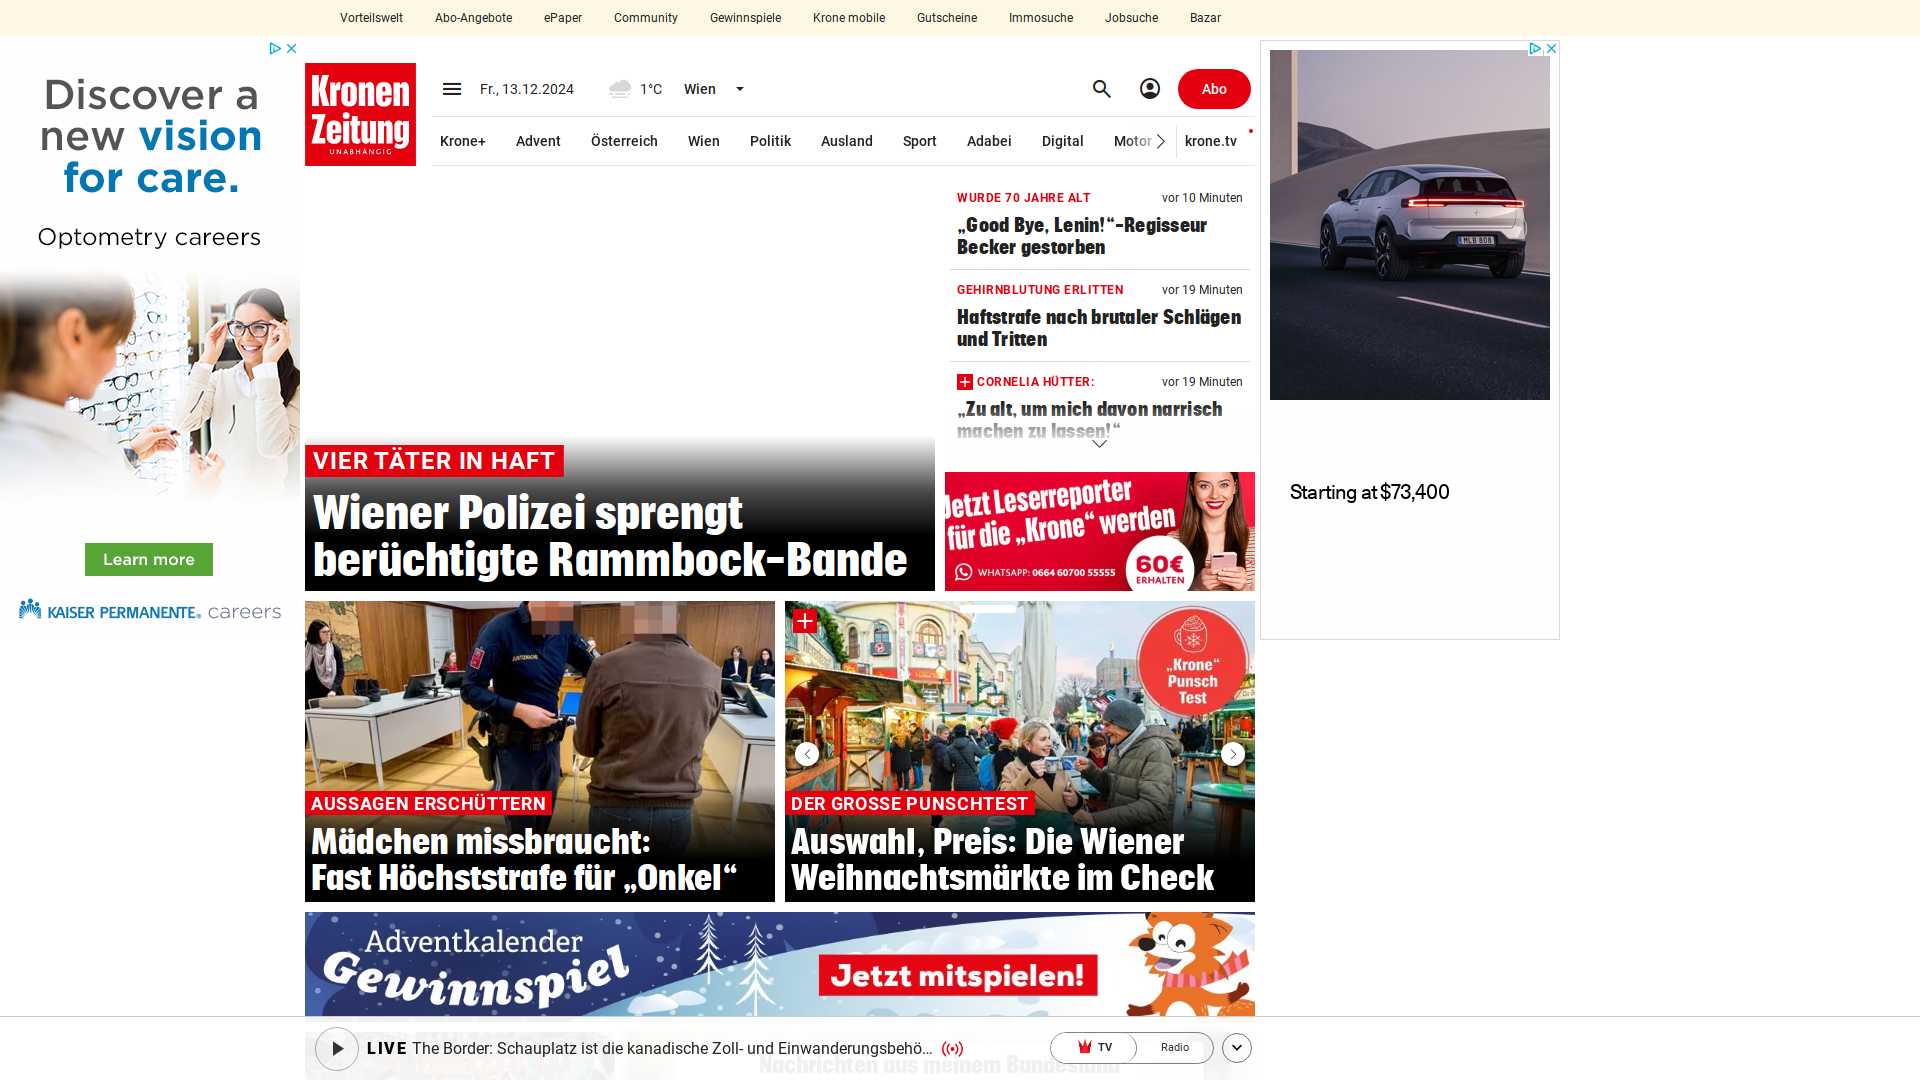 Vorteilswelt
Abo-Angebote
ePaper
Community
Gewinnspiele
Krone mobile
Gutscheine
Immosuche
Jobsuche
Bazar
Discover a
new vision
for care.
Optometry careers
Learn more
KAISER PERMANENTE® careers
Kronen
Zeitung
UNABHÄNGIG
Fr., 13.12.2024
1°C
Wien
Abo
Krone+
Advent
Österreich
Wien
Politik
Ausland
Sport
Adabei
Digital
Motor
krone.tv
VIER TÄTER IN HAFT
Wiener Polizei sprengt
berüchtigte Rammbock-Bande
WURDE 70 JAHRE ALT
vor 10 Minuten
„Good Bye, Lenin!“-Regisseur
Becker gestorben
GEHIRNBLUTUNG ERLITTEN
vor 19 Minuten
Haftstrafe nach brutaler Schlägen
und Tritten
CORNELIA HÜTTER:
vor 19 Minuten
„Zu alt, um mich davon narrisch
machen zu lassen!“
Jetzt Leserreporter
für die „Krone“ werden
WHATSAPP: 0664 60700 55555
60€
ERHALTEN
Starting at $73,400
JUSTIZWACHE
AUSSAGEN ERSCHÜTTERN
Mädchen missbraucht:
Fast Höchststrafe für „Onkel“
„Krone“
Punsch
Test
DER GROSSE PUNSCHTEST
Auswahl, Preis: Die Wiener
Weihnachtsmärkte im Check
Adventkalender
Gewinnspiel
Jetzt mitspielen!
LIVE The Border: Schauplatz ist die kanadische Zoll- und Einwanderungsbehö...
TV
Radio
Nachrichten aus meinem Bundesland